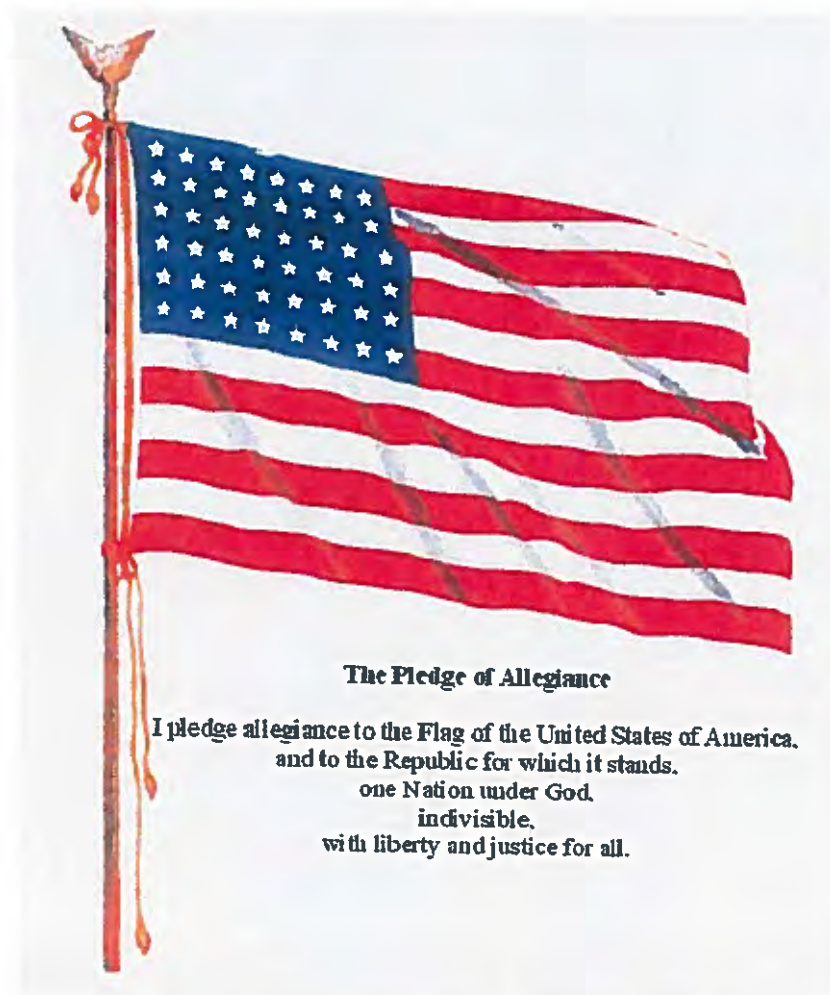 The Pledge of Allegiance
I pledge allegiance to the Flag of the United States of America,
and to the Republic for which it stands,
one Nation under God,
indivisible,
with liberty and justice for all.